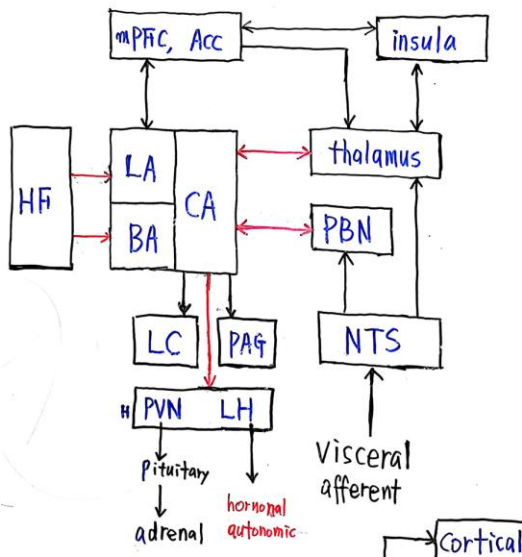 mPFC, ACC
insula
HF
LA
CA
BA
thalamus
PBN
LC
PAG
NTS
H
PVN LH
Pituitary
adrenal
hormonal
autonomic
Visceral
afferent
Cortical